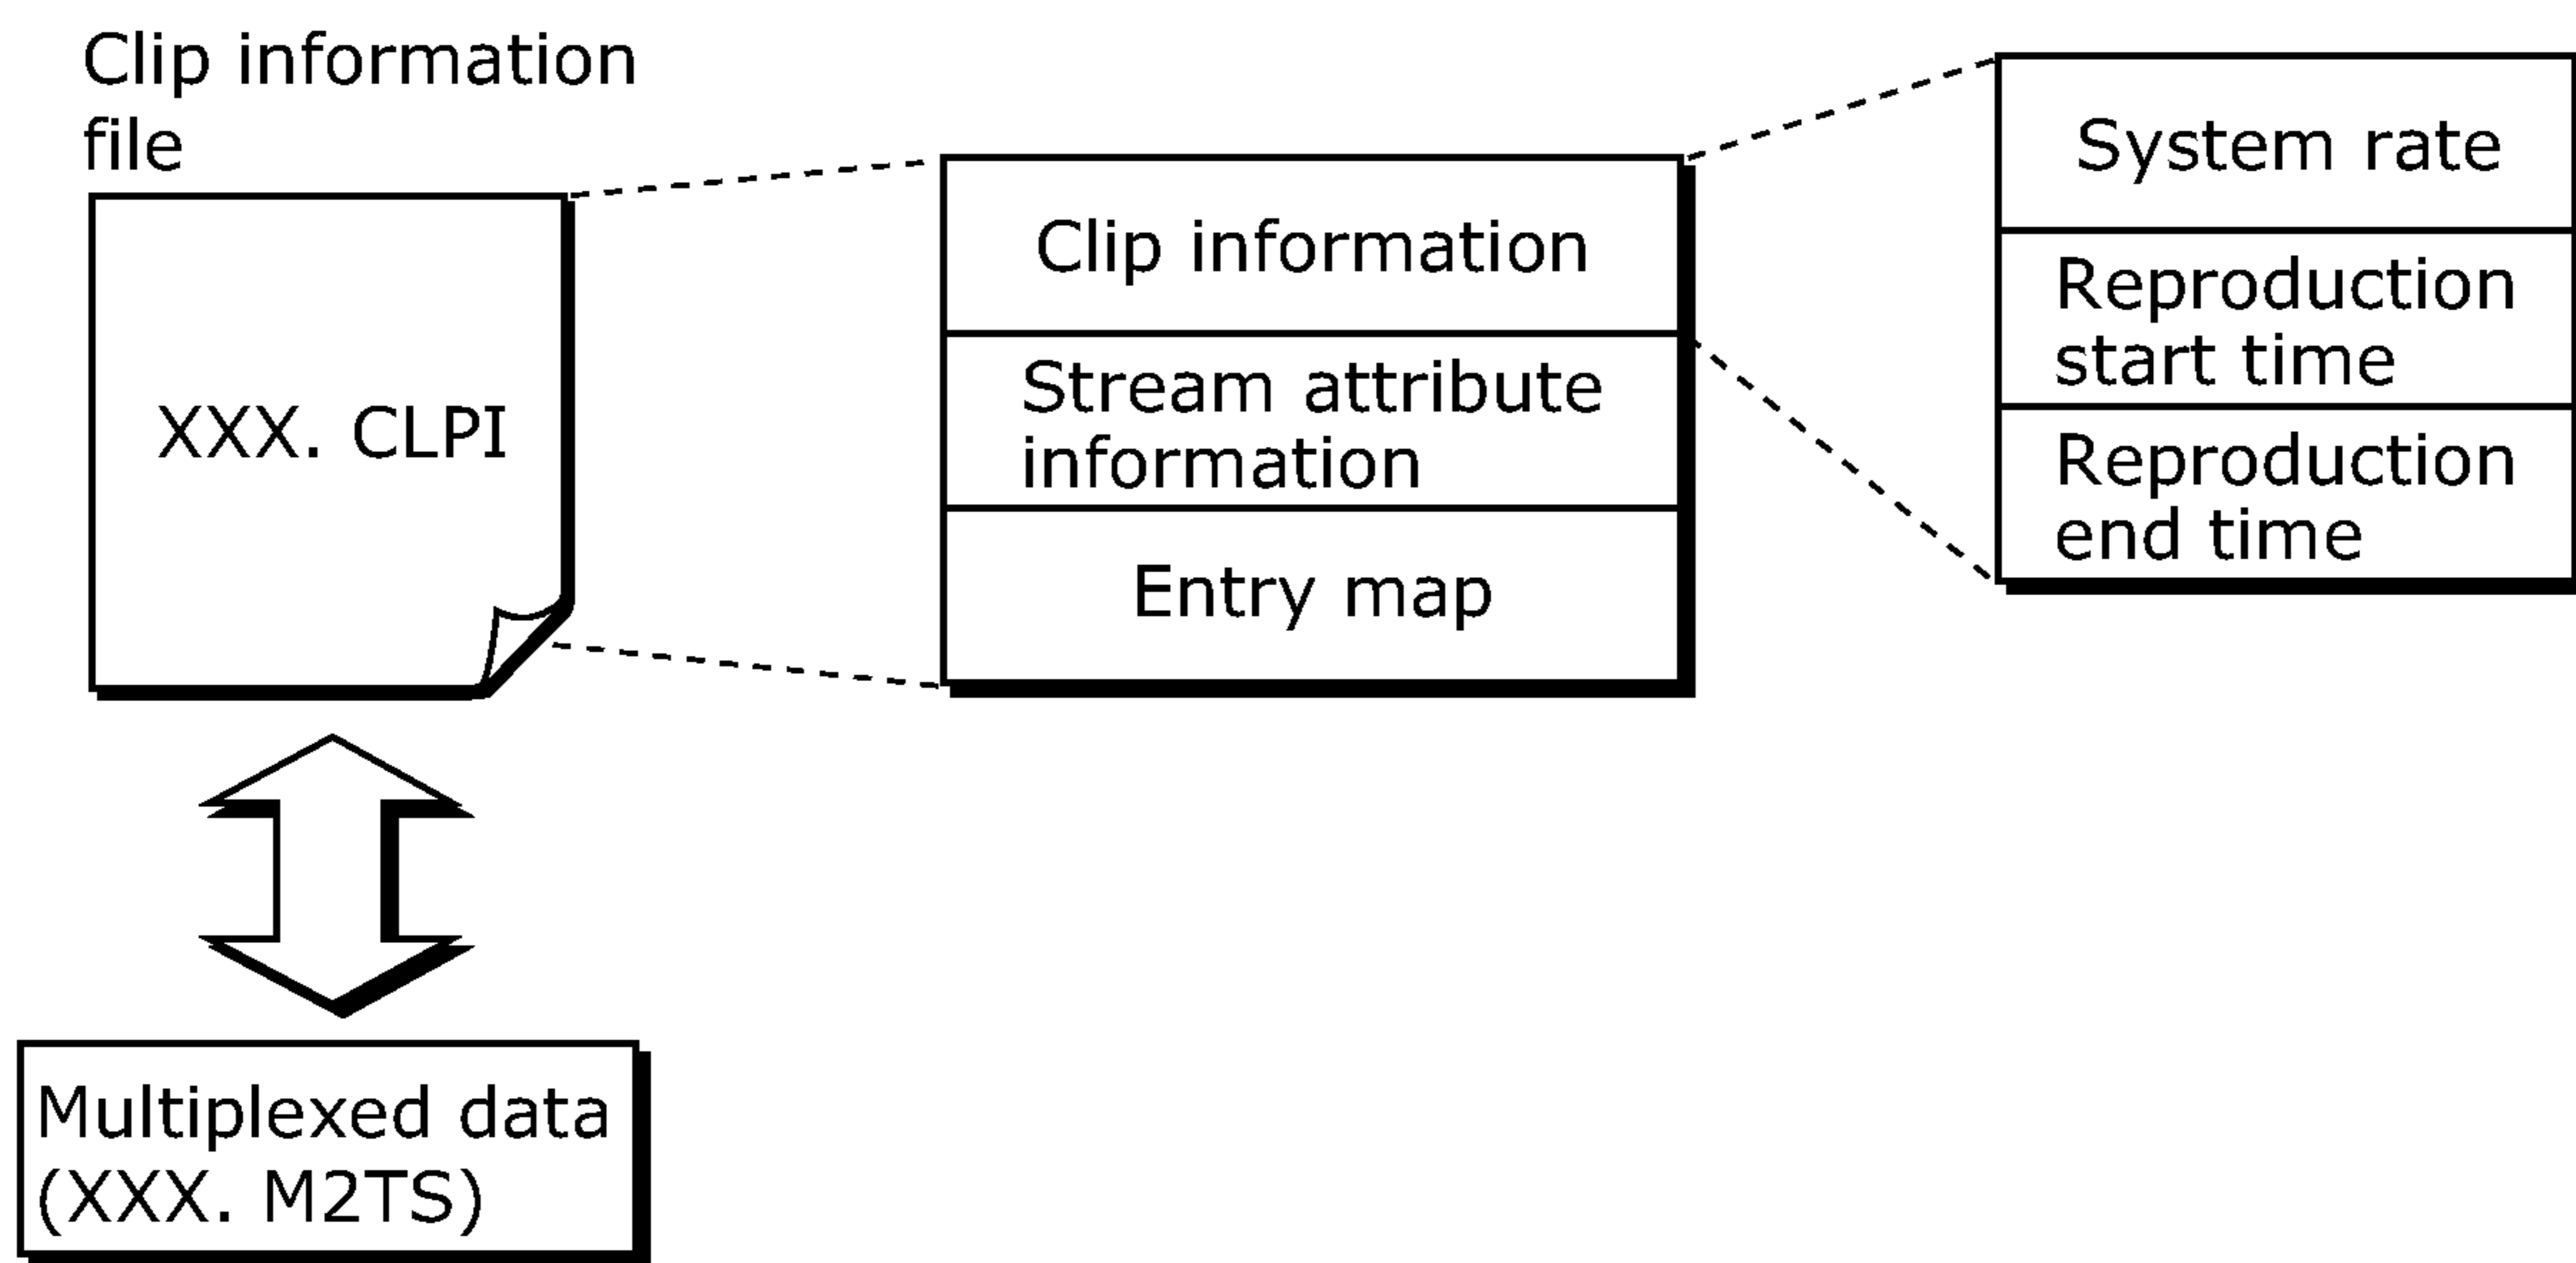 Clip information
file
XXX. CLPI
Clip information
Stream attribute
information
Entry map
System rate
Reproduction
start time
Reproduction
end time
Multiplexed data
(XXX. M2TS)